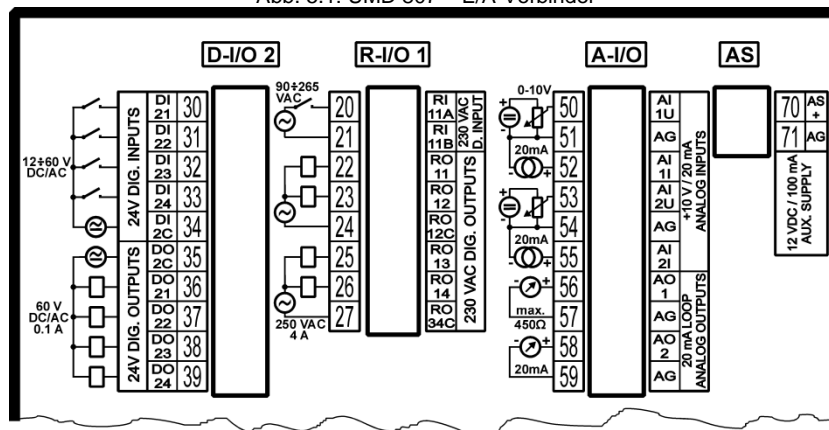 Abb. 3.1: UMD 807 – E/A-Verbinder
D-I/O 2
R-I/O 1
A-I/O
AS
12÷60 V
DC/AC
60 V
DC/AC
0.1 A
24V DIG. INPUTS
24V DIG. OUTPUTS
DI 21 30
DI 22 31
DI 23 32
DI 24 33
DI 2C 34
DO 2C 35
DO 21 36
DO 22 37
DO 23 38
DO 24 39
90÷265
VAC
250 VAC
4 A
20 RI 11A
21 RI 11B
22 RO 11
23 RO 12
24 RO 12C
25 RO 13
26 RO 14
27 RO 34C
230 VAC
D. INPUT
230 VAC DIG. OUTPUTS
0-10V
+
-
20mA
-
+
+
-
20mA
-
+
-
+
max.
450Ω
-
+
20mA
50 AI 1U
51 AG
52 AI 1I
53 AI 2U
54 AG
55 AI 2I
56 AO 1
57 AG
58 AO 2
59 AG
+10 V / 20 mA
ANALOG INPUTS
20 mA LOOP
ANALOG OUTPUTS
70 AS +
71 AG
12 VDC / 100 mA
AUX. SUPPLY